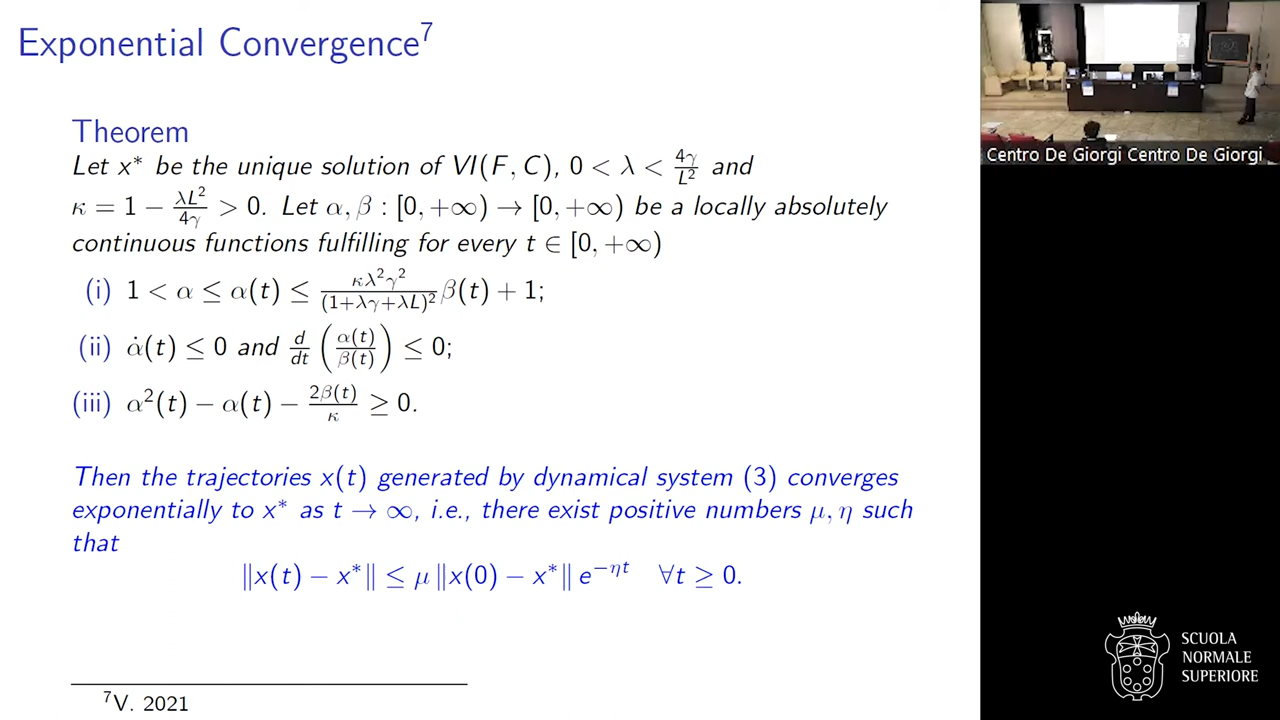 Exponential Convergence⁷
Theorem
Let x* be the unique solution of VI(F, C), 0 < λ < 4γ/L² and
κ = 1 − λL²/4γ > 0. Let α, β : [0, +∞) → [0, +∞) be a locally absolutely
continuous functions fulfilling for every t ∈ [0, +∞)
(i) 1 < α ≤ α(t) ≤ κλ²γ²/(1+λγ+λL)² β(t) + 1;
(ii) α̇(t) ≤ 0 and d/dt (α(t)/β(t)) ≤ 0;
(iii) α²(t) − α(t) − 2β(t)/κ ≥ 0.
Then the trajectories x(t) generated by dynamical system (3) converges
exponentially to x* as t → ∞, i.e., there exist positive numbers μ, η such
that
‖x(t) − x*‖ ≤ μ ‖x(0) − x*‖ e^{−ηt} ∀t ≥ 0.
⁷V. 2021
Centro De Giorgi Centro De Giorgi
SCUOLA
NORMALE
SUPERIORE